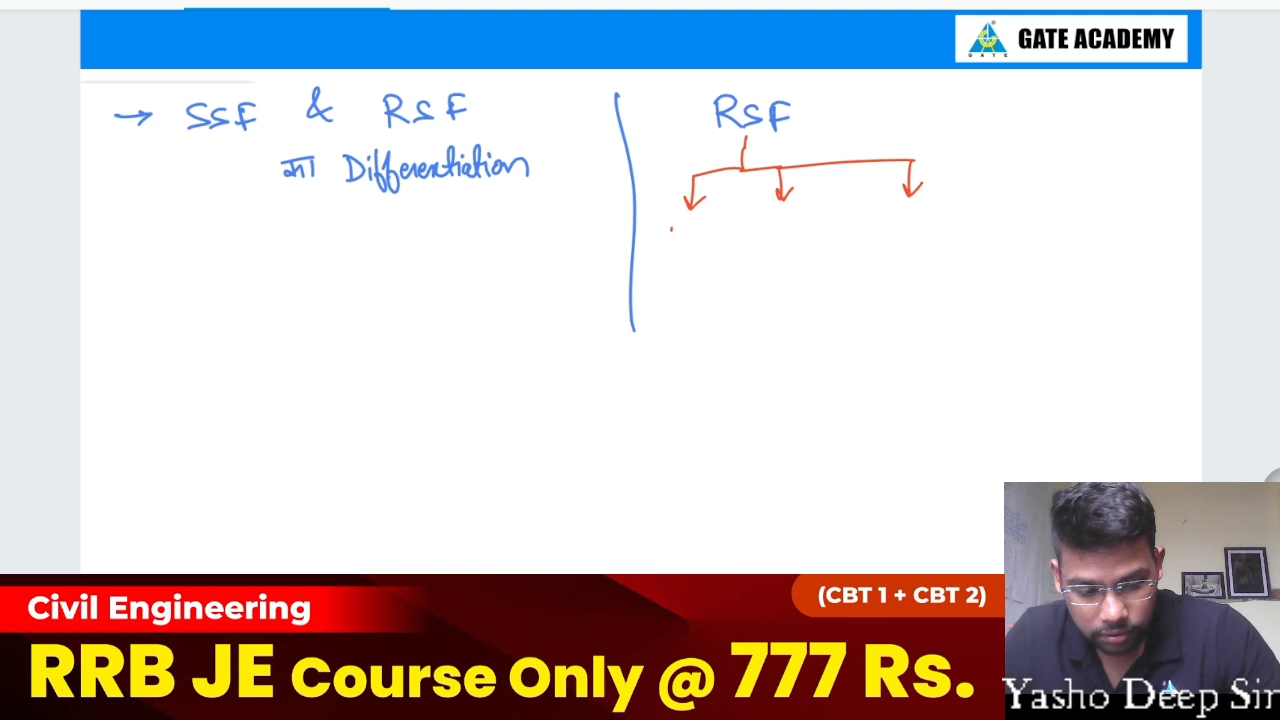 GATE ACADEMY
GATE
→ SSF & RSF
का Differentiation
RSF
Civil Engineering
(CBT 1 + CBT 2)
RRB JE Course Only @ 777 Rs.
Yasho Deep Sir